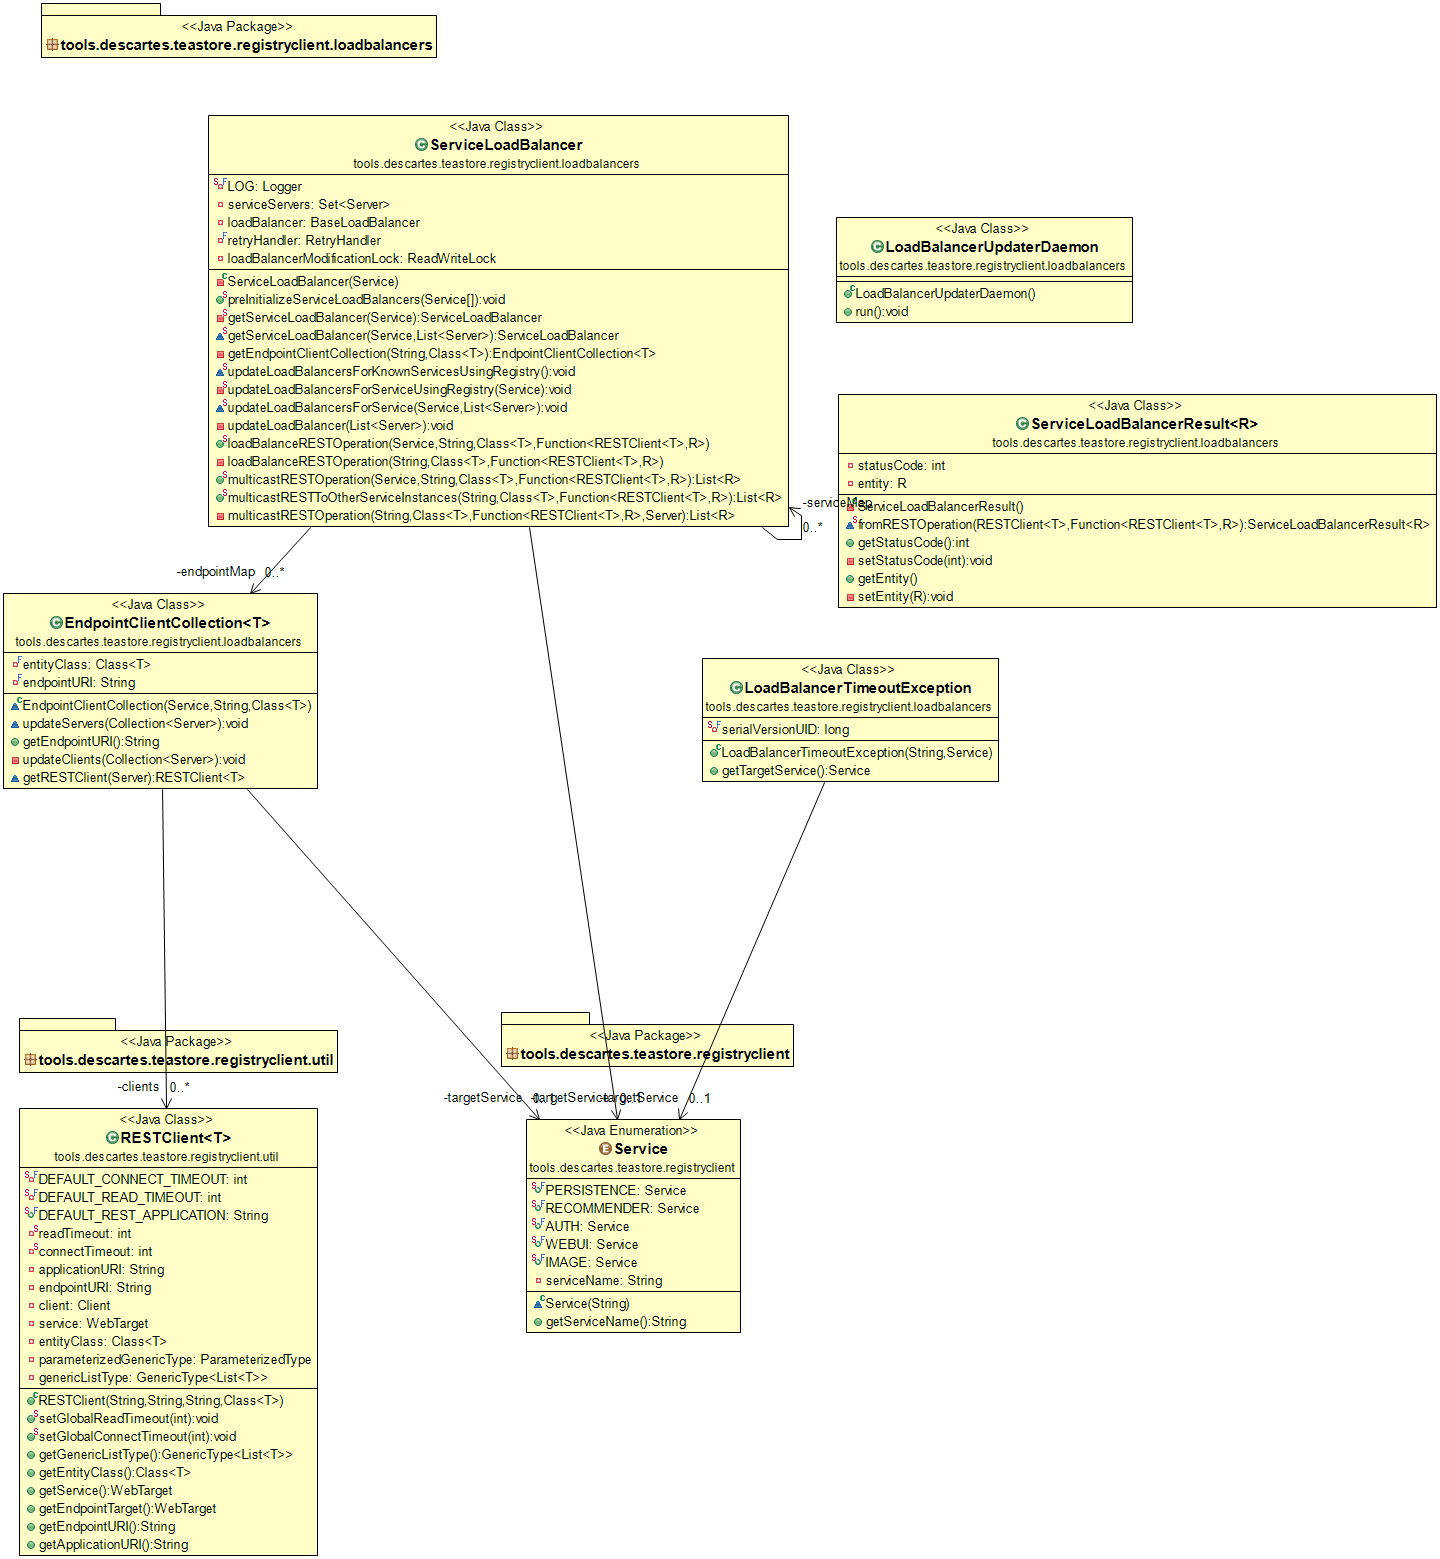 <<Java Package>>
tools.descartes.teastore.registryclient.loadbalancers
<<Java Class>>
ServiceLoadBalancer
tools.descartes.teastore.registryclient.loadbalancers
LOG: Logger
serviceServers: Set<Server>
loadBalancer: BaseLoadBalancer
retryHandler: RetryHandler
loadBalancerModificationLock: ReadWriteLock
ServiceLoadBalancer(Service)
preInitializeServiceLoadBalancers(Service[]):void
getServiceLoadBalancer(Service):ServiceLoadBalancer
getServiceLoadBalancer(Service,List<Server>):ServiceLoadBalancer
getEndpointClientCollection(String,Class<T>):EndpointClientCollection<T>
updateLoadBalancersForKnownServicesUsingRegistry():void
updateLoadBalancersForServiceUsingRegistry(Service):void
updateLoadBalancersForService(Service,List<Server>):void
updateLoadBalancer(List<Server>):void
loadBalanceRESTOperation(Service,String,Class<T>,Function<RESTClient<T>,R>)
loadBalanceRESTOperation(String,Class<T>,Function<RESTClient<T>,R>)
multicastRESTOperation(Service,String,Class<T>,Function<RESTClient<T>,R>):List<R>
multicastRESTToOtherServiceInstances(String,Class<T>,Function<RESTClient<T>,R>):List<R>
multicastRESTOperation(String,Class<T>,Function<RESTClient<T>,R>,Server):List<R>
<<Java Class>>
LoadBalancerUpdaterDaemon
tools.descartes.teastore.registryclient.loadbalancers
LoadBalancerUpdaterDaemon()
run():void
<<Java Class>>
ServiceLoadBalancerResult<R>
tools.descartes.teastore.registryclient.loadbalancers
statusCode: int
entity: R
ServiceLoadBalancerResult()
fromRESTOperation(RESTClient<T>,Function<RESTClient<T>,R>):ServiceLoadBalancerResult<R>
getStatusCode():int
setStatusCode(int):void
getEntity()
setEntity(R):void
-serviceMap
0..*
-endpointMap 0..*
<<Java Class>>
EndpointClientCollection<T>
tools.descartes.teastore.registryclient.loadbalancers
entityClass: Class<T>
endpointURI: String
EndpointClientCollection(Service,String,Class<T>)
updateServers(Collection<Server>):void
getEndpointURI():String
updateClients(Collection<Server>):void
getRESTClient(Server):RESTClient<T>
<<Java Class>>
LoadBalancerTimeoutException
tools.descartes.teastore.registryclient.loadbalancers
serialVersionUID: long
LoadBalancerTimeoutException(String,Service)
getTargetService():Service
<<Java Package>>
tools.descartes.teastore.registryclient.util
<<Java Package>>
tools.descartes.teastore.registryclient
-clients 0..*
-targetService 0..1
-targetService 0..1
-targetService 0..1
<<Java Class>>
RESTClient<T>
tools.descartes.teastore.registryclient.util
DEFAULT_CONNECT_TIMEOUT: int
DEFAULT_READ_TIMEOUT: int
DEFAULT_REST_APPLICATION: String
readTimeout: int
connectTimeout: int
applicationURI: String
endpointURI: String
client: Client
service: WebTarget
entityClass: Class<T>
parameterizedGenericType: ParameterizedType
genericListType: GenericType<List<T>>
RESTClient(String,String,String,Class<T>)
setGlobalReadTimeout(int):void
setGlobalConnectTimeout(int):void
getGenericListType():GenericType<List<T>>
getEntityClass():Class<T>
getService():WebTarget
getEndpointTarget():WebTarget
getEndpointURI():String
getApplicationURI():String
<<Java Enumeration>>
Service
tools.descartes.teastore.registryclient
PERSISTENCE: Service
RECOMMENDER: Service
AUTH: Service
WEBUI: Service
IMAGE: Service
serviceName: String
Service(String)
getServiceName():String